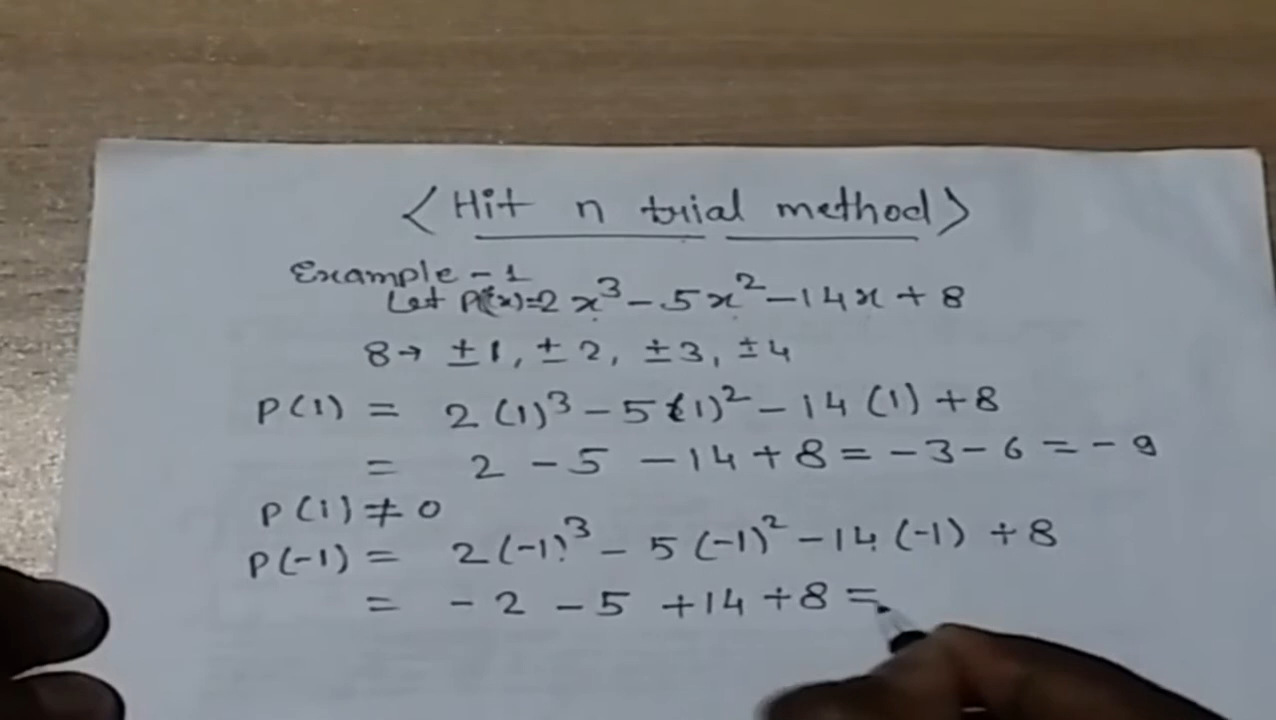 <Hit n trial method>
Example-1
Let P(x)=2x³-5x²-14x+8
8→ ±1, ±2, ±3, ±4
P(1) = 2(1)³-5(1)²-14(1)+8
= 2-5-14+8=-3-6=-9
P(1)≠0
P(-1) = 2(-1)³-5(-1)²-14(-1)+8
= -2-5+14+8=